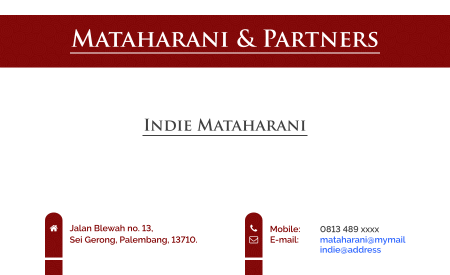 MATAHARANI & PARTNERS
INDIE MATAHARANI
Jalan Blewah no. 13,
Sei Gerong, Palembang, 13710.
Mobile: 0813 489 xxxx
E-mail: mataharani@mymail
indie@address